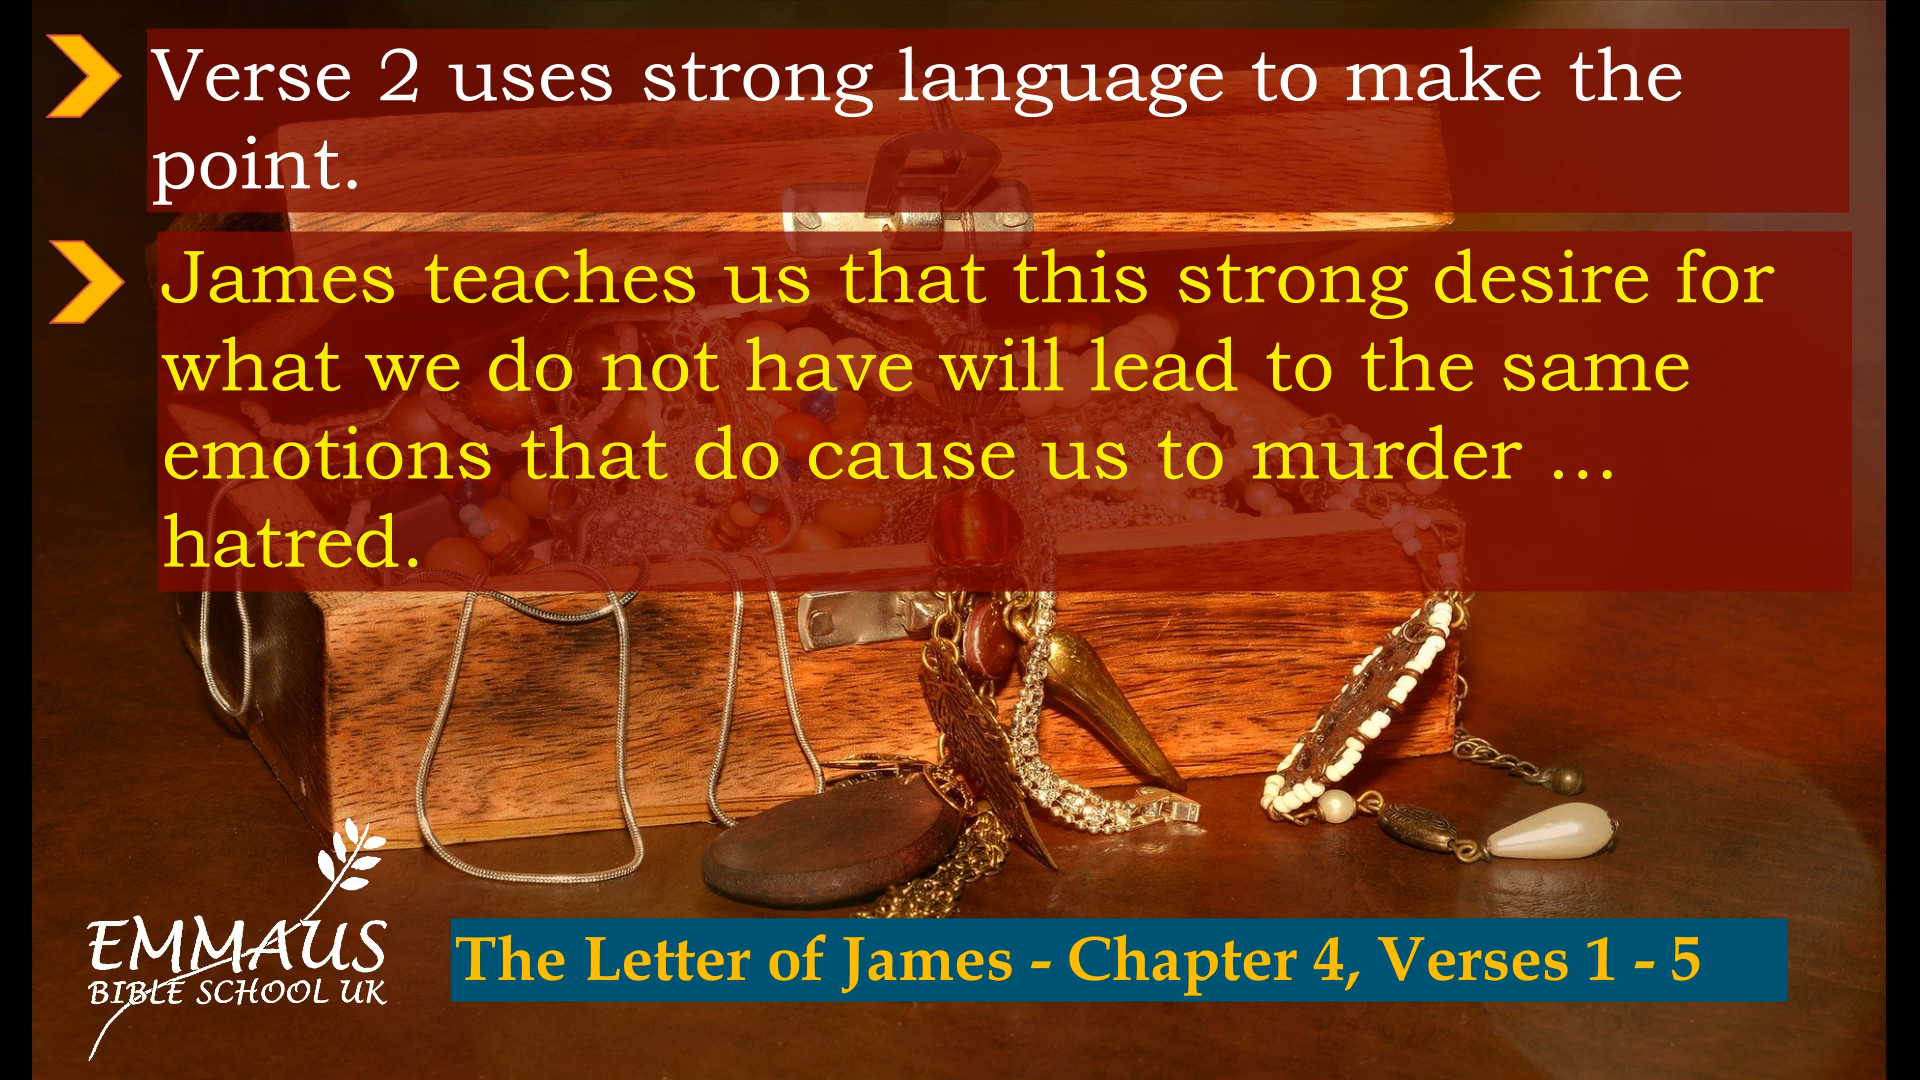 Verse 2 uses strong language to make the
point.
James teaches us that this strong desire for
what we do not have will lead to the same
emotions that do cause us to murder ...
hatred.
EMMAUS
BIBLE SCHOOL UK
The Letter of James - Chapter 4, Verses 1 - 5